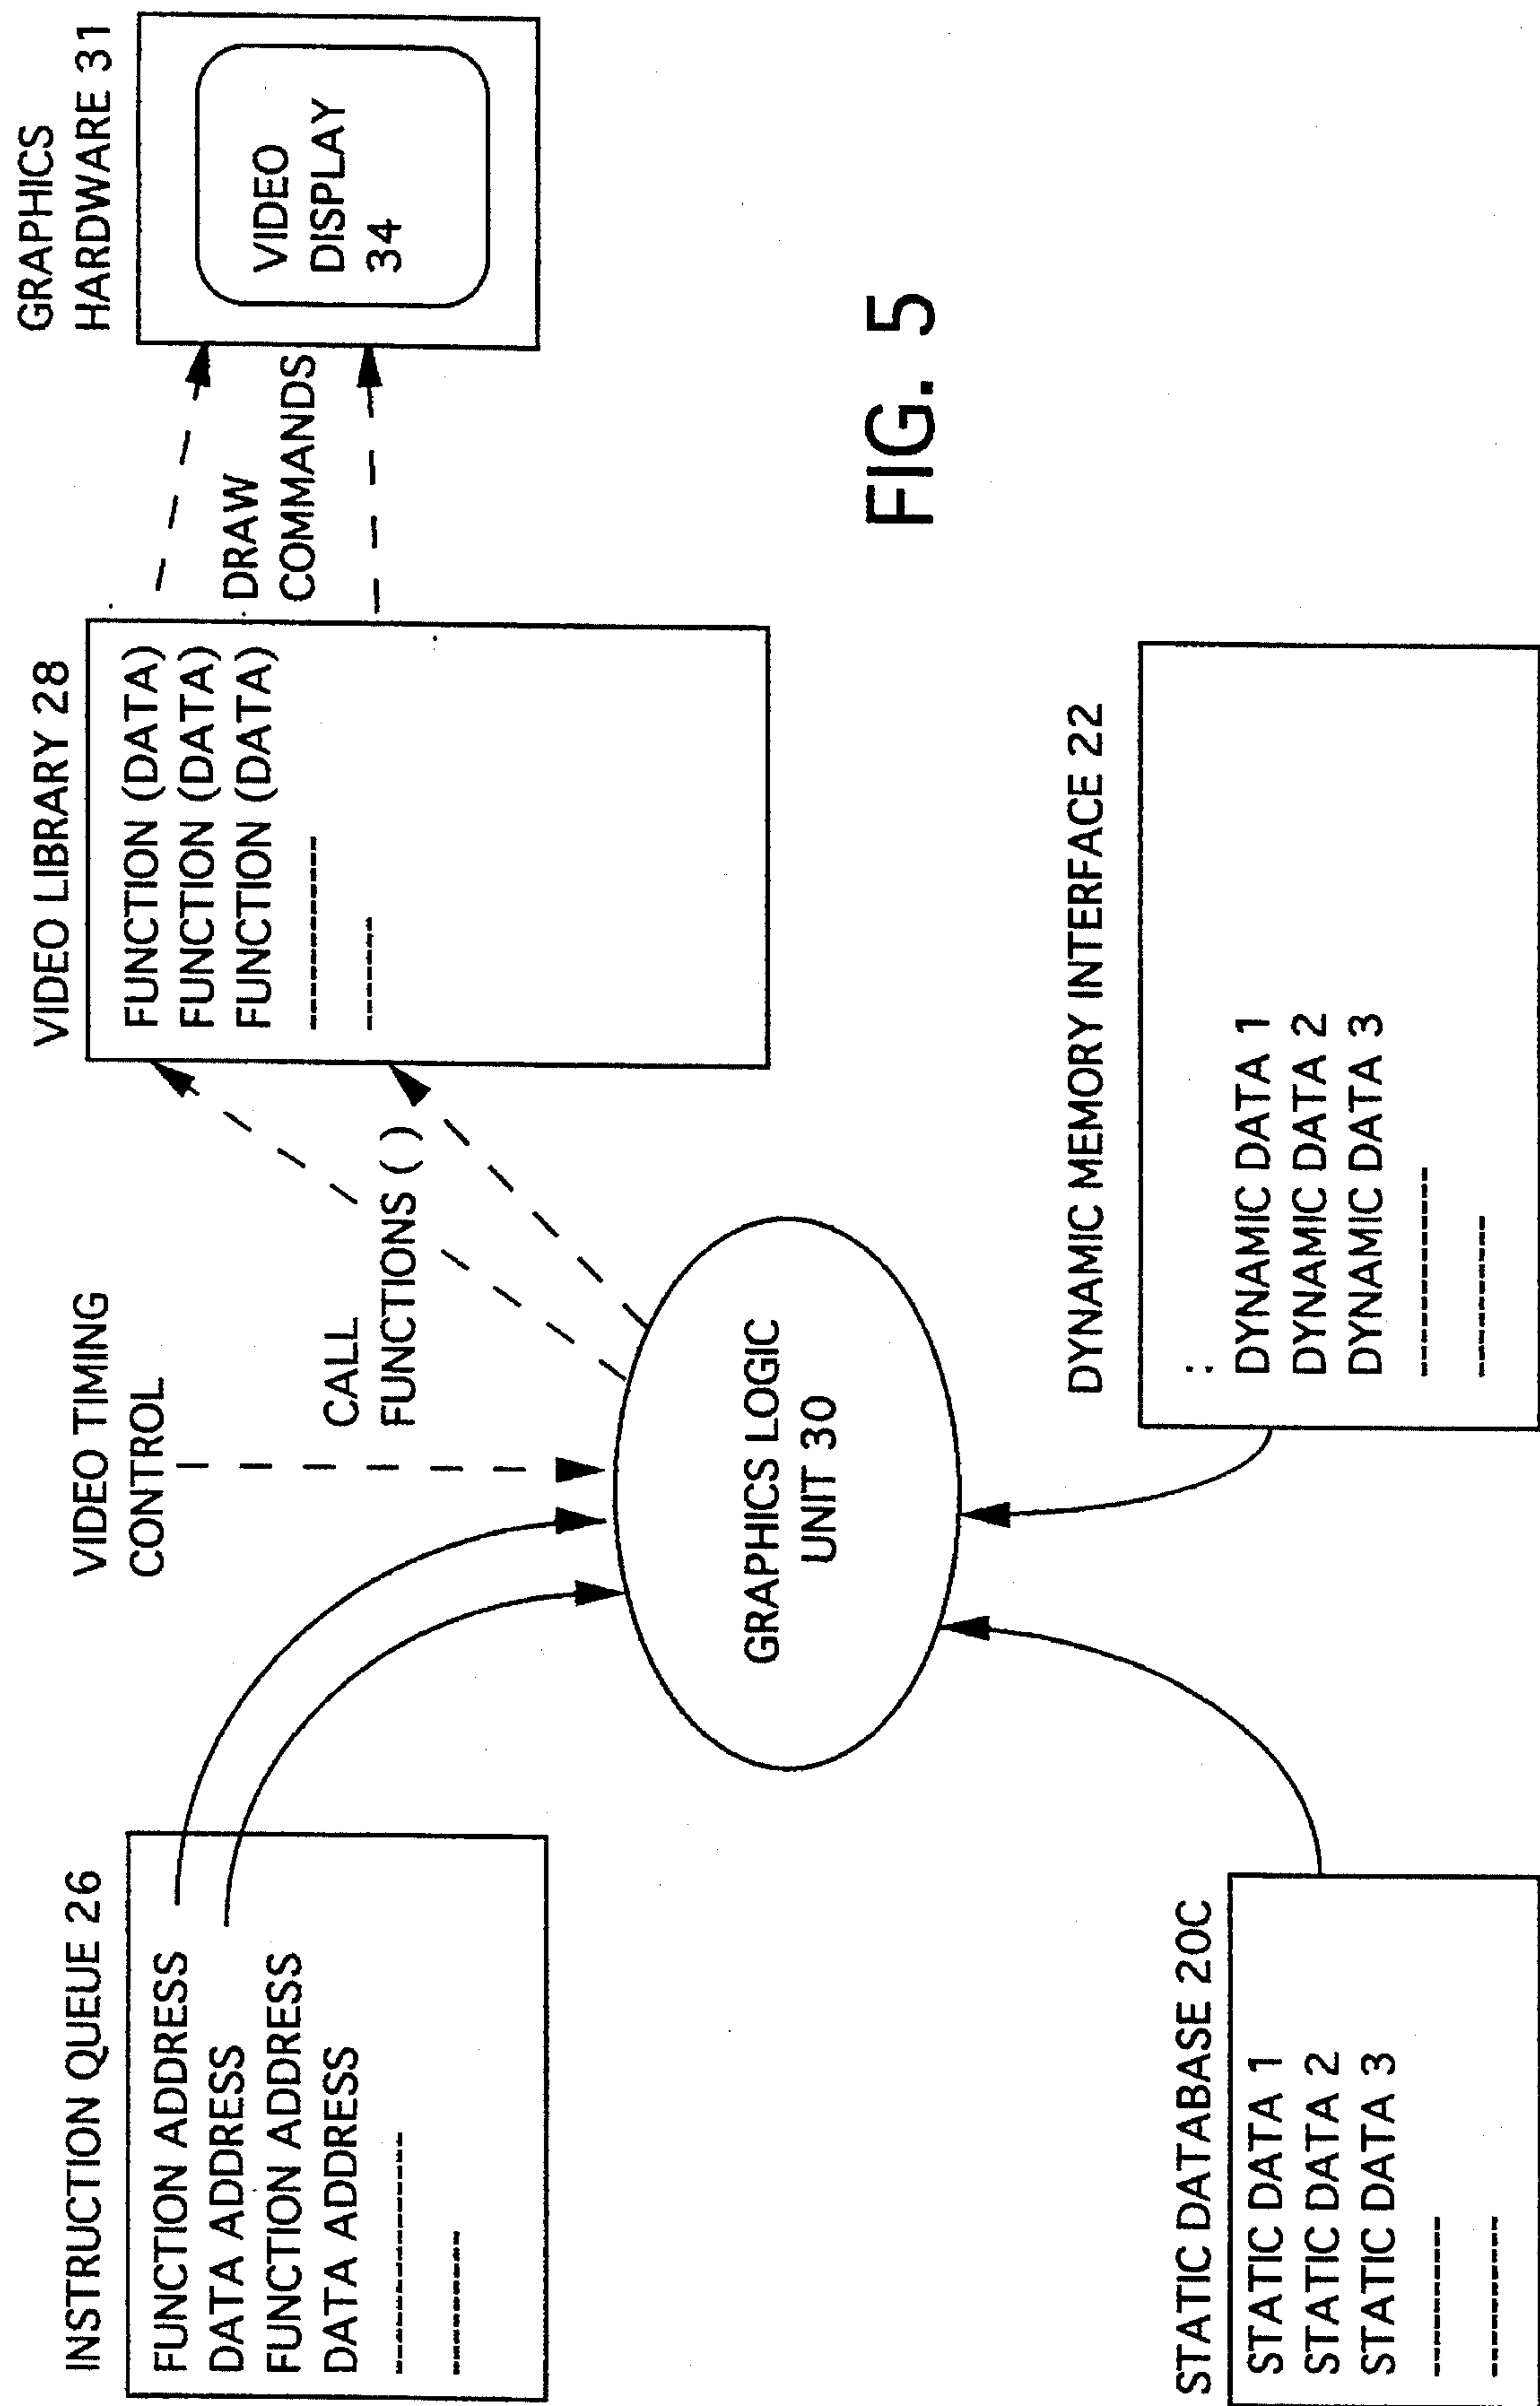 INSTRUCTION QUEUE 26
FUNCTION ADDRESS
DATA ADDRESS
FUNCTION ADDRESS
DATA ADDRESS
VIDEO TIMING
CONTROL
CALL
FUNCTIONS ( )
VIDEO LIBRARY 28
FUNCTION (DATA)
FUNCTION (DATA)
FUNCTION (DATA)
DRAW
COMMANDS
GRAPHICS
HARDWARE 31
VIDEO
DISPLAY
34
GRAPHICS LOGIC
UNIT 30
STATIC DATABASE 20C
STATIC DATA 1
STATIC DATA 2
STATIC DATA 3
DYNAMIC MEMORY INTERFACE 22
:
DYNAMIC DATA 1
DYNAMIC DATA 2
DYNAMIC DATA 3
FIG. 5